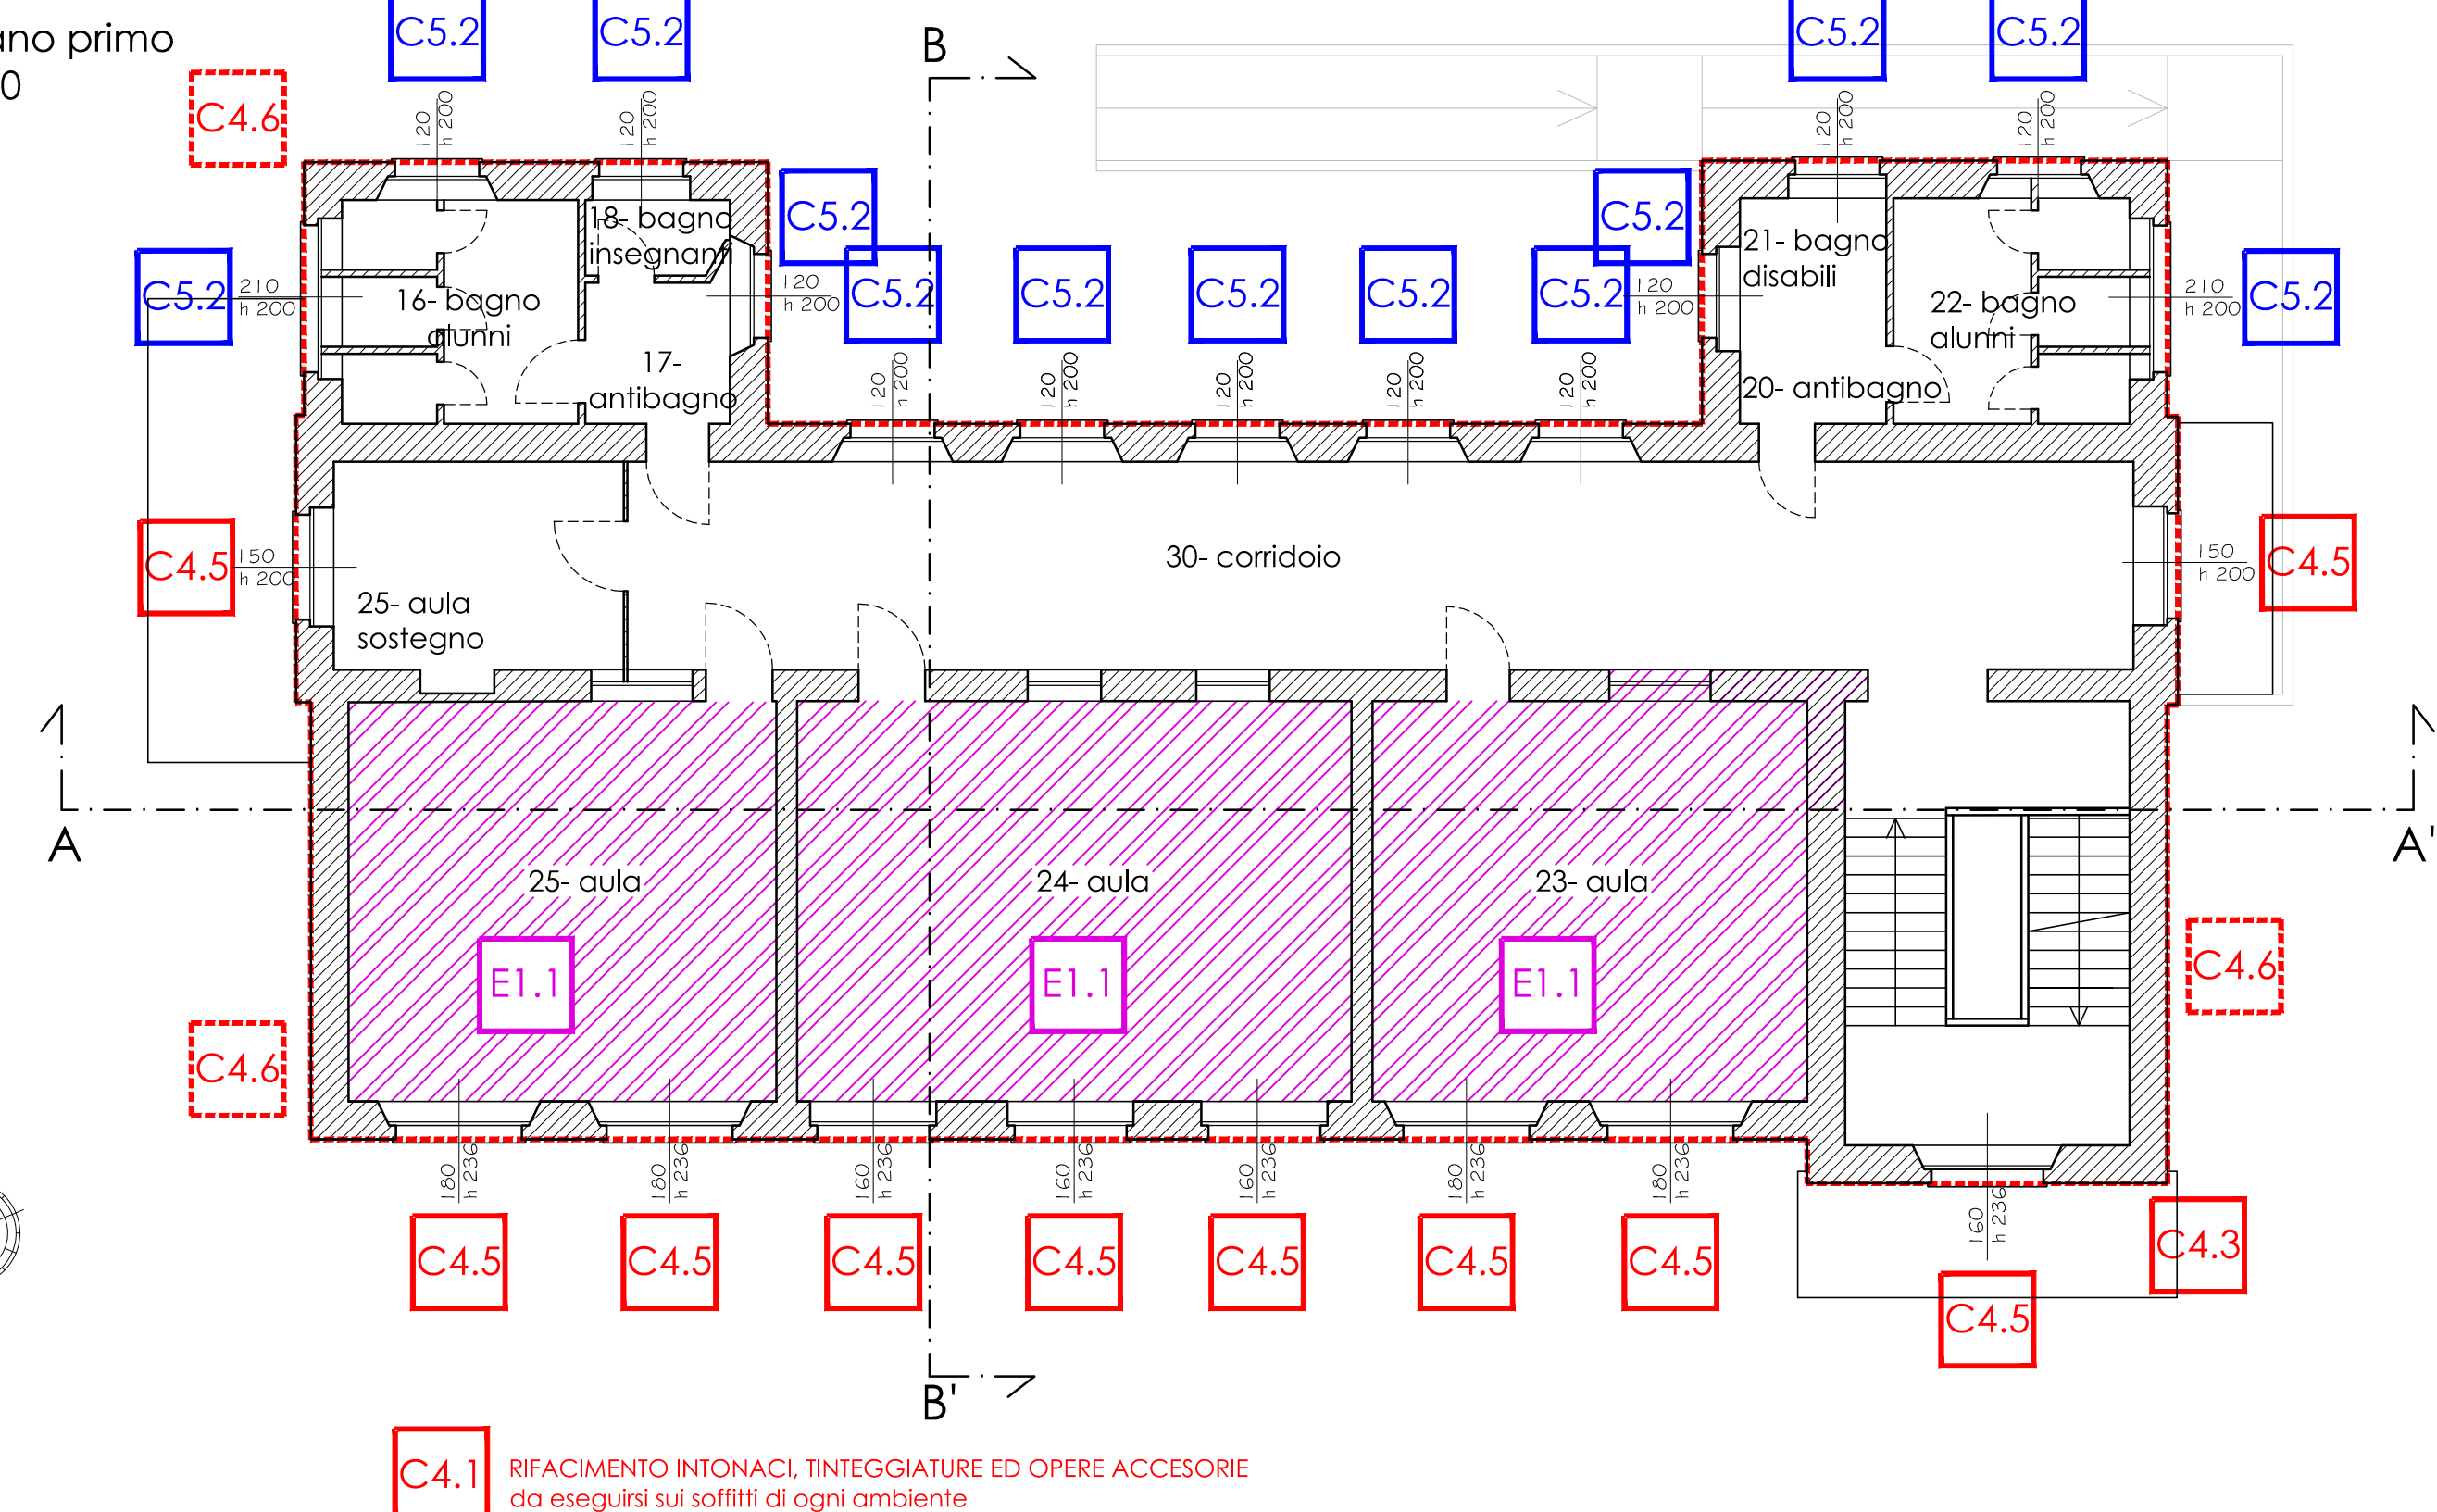 ano primo
0
C5.2
C5.2
B
C5.2
C5.2
C4.6
120
h 200
120
h 200
120
h 200
120
h 200
C5.2
C5.2
18- bagno
insegnanti
21- bagno
disabili
C5.2
210
h 200
16- bagno
alunni
120
h 200
C5.2
C5.2
C5.2
C5.2
C5.2
120
h 200
22- bagno
alunni
210
h 200
C5.2
17-
antibagno
120
h 200
120
h 200
120
h 200
120
h 200
120
h 200
20- antibagno
C4.5
150
h 200
30- corridoio
150
h 200
C4.5
25- aula
sostegno
A
A'
25- aula
24- aula
23- aula
E1.1
E1.1
E1.1
C4.6
C4.6
180
h 236
180
h 236
160
h 236
160
h 236
160
h 236
180
h 236
180
h 236
160
h 236
C4.5
C4.5
C4.5
C4.5
C4.5
C4.5
C4.5
C4.3
C4.5
B'
C4.1
RIFACIMENTO INTONACI, TINTEGGIATURE ED OPERE ACCESORIE
da eseguirsi sui soffitti di ogni ambiente